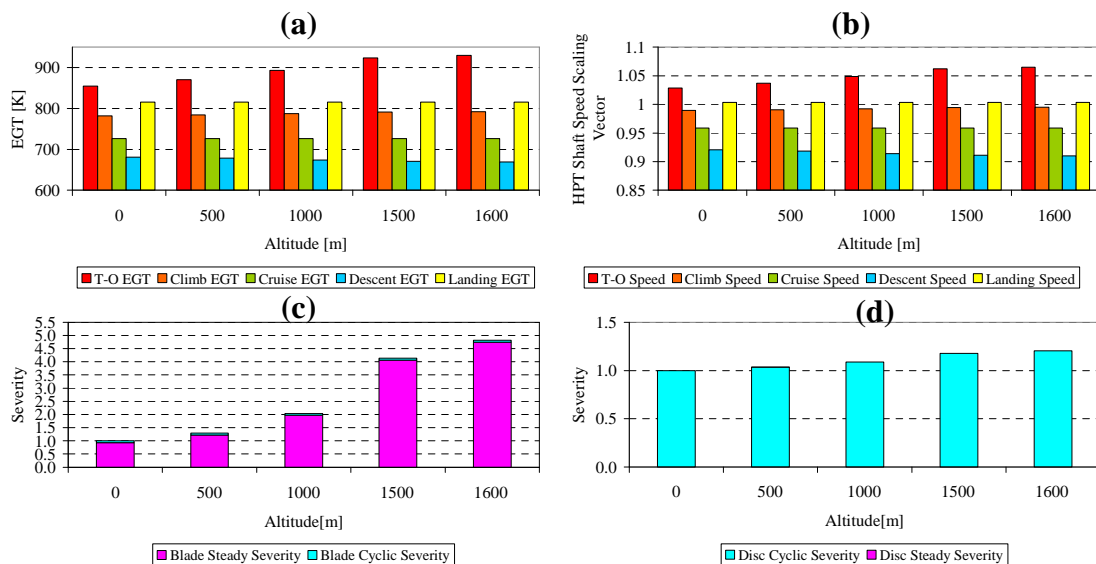 (a)
EGT [K]
900
800
700
600
0 500 1000 1500 1600
Altitude [m]
T-O EGT Climb EGT Cruise EGT Descent EGT Landing EGT
(b)
HPT Shaft Speed Scaling
Vector
1.1
1.05
1
0.95
0.9
0.85
0 500 1000 1500 1600
Altitude [m]
T-O Speed Climb Speed Cruise Speed Descent Speed Landing Speed
(c)
Severity
5.5
5.0
4.5
4.0
3.5
3.0
2.5
2.0
1.5
1.0
0.5
0.0
0 500 1000 1500 1600
Altitude[m]
Blade Steady Severity Blade Cyclic Severity
(d)
Severity
1.5
1.0
0.5
0.0
0 500 1000 1500 1600
Altitude[m]
Disc Cyclic Severity Disc Steady Severity